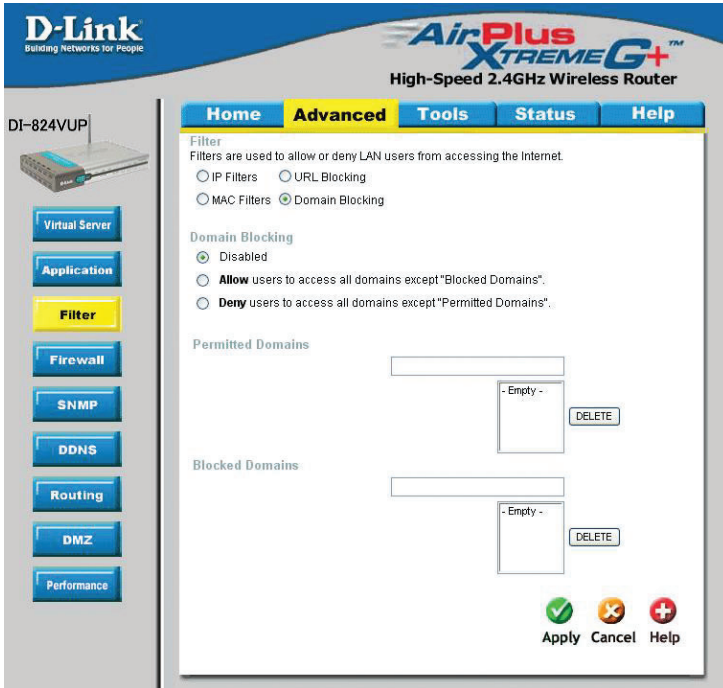 D-Link
Building Networks for People
AirPlus
XTREME G+™
High-Speed 2.4GHz Wireless Router
DI-824VUP
Home Advanced Tools Status Help
Filter
Filters are used to allow or deny LAN users from accessing the Internet.
IP Filters URL Blocking
MAC Filters Domain Blocking
Domain Blocking
Disabled
Allow users to access all domains except "Blocked Domains".
Deny users to access all domains except "Permitted Domains".
Permitted Domains
- Empty -
DELETE
Blocked Domains
- Empty -
DELETE
Apply Cancel Help
Virtual Server
Application
Filter
Firewall
SNMP
DDNS
Routing
DMZ
Performance